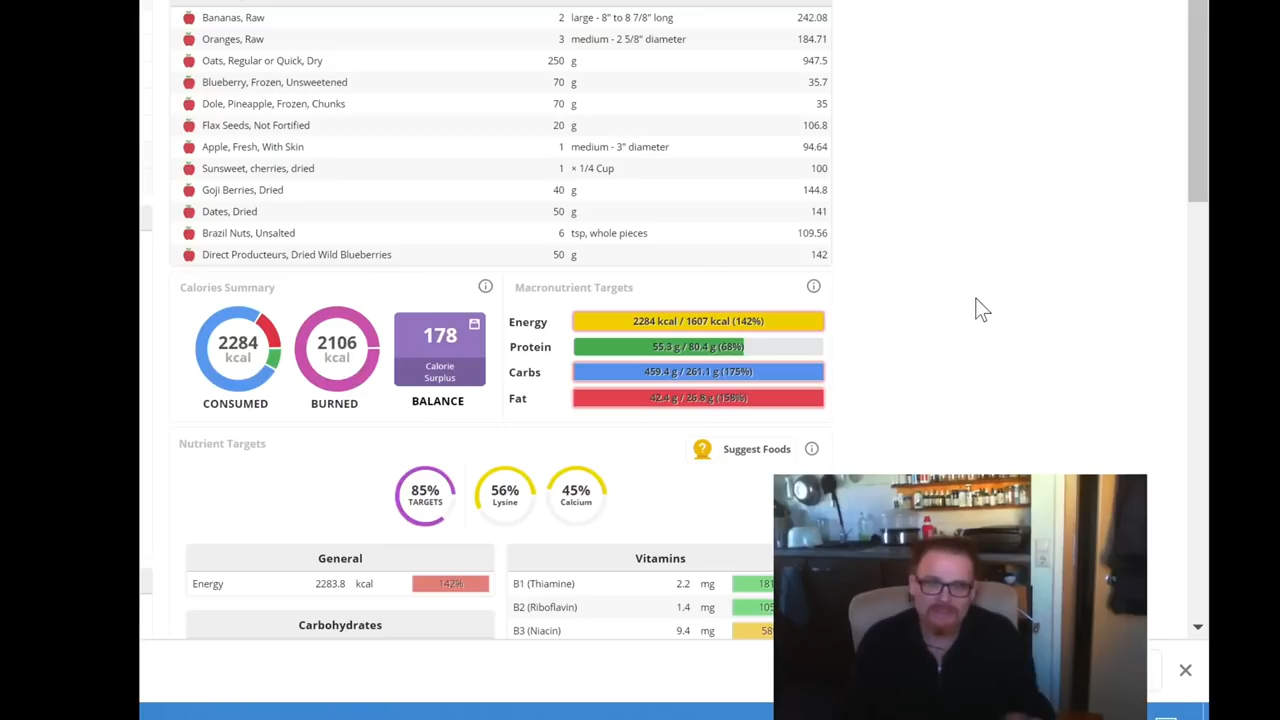 Bananas, Raw 2 large - 8" to 8 7/8" long 242.08
Oranges, Raw 3 medium - 2 5/8" diameter 184.71
Oats, Regular or Quick, Dry 250 g 947.5
Blueberry, Frozen, Unsweetened 70 g 35.7
Dole, Pineapple, Frozen, Chunks 70 g 35
Flax Seeds, Not Fortified 20 g 106.8
Apple, Fresh, With Skin 1 medium - 3" diameter 94.64
Sunsweet, cherries, dried 1 × 1/4 Cup 100
Goji Berries, Dried 40 g 144.8
Dates, Dried 50 g 141
Brazil Nuts, Unsalted 6 tsp, whole pieces 109.56
Direct Producteurs, Dried Wild Blueberries 50 g 142
Calories Summary
2284
kcal
CONSUMED
2106
kcal
BURNED
178
Calorie
Surplus
BALANCE
Macronutrient Targets
Energy 2284 kcal / 1607 kcal (142%)
Protein 55.3 g / 80.4 g (68%)
Carbs 459.4 g / 261.1 g (175%)
Fat 42.4 g / 26.8 g (158%)
Nutrient Targets
? Suggest Foods
85%
TARGETS
56%
Lysine
45%
Calcium
General
Energy 2283.8 kcal 142%
Carbohydrates
Vitamins
B1 (Thiamine) 2.2 mg 181
B2 (Riboflavin) 1.4 mg 105
B3 (Niacin) 9.4 mg 58